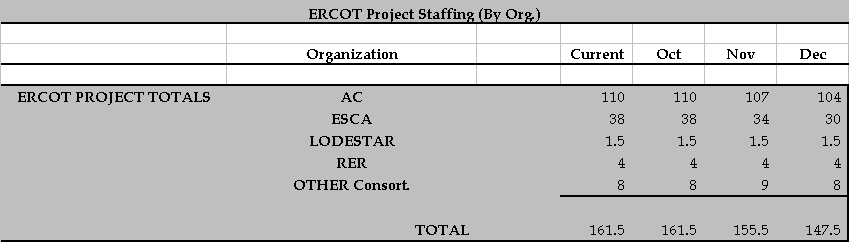 ERCOT Project Staffing (By Org.)
Organization Current Oct Nov Dec
ERCOT PROJECT TOTALS AC 110 110 107 104
ESCA 38 38 34 30
LODESTAR 1.5 1.5 1.5 1.5
RER 4 4 4 4
OTHER Consort. 8 8 9 8
TOTAL 161.5 161.5 155.5 147.5